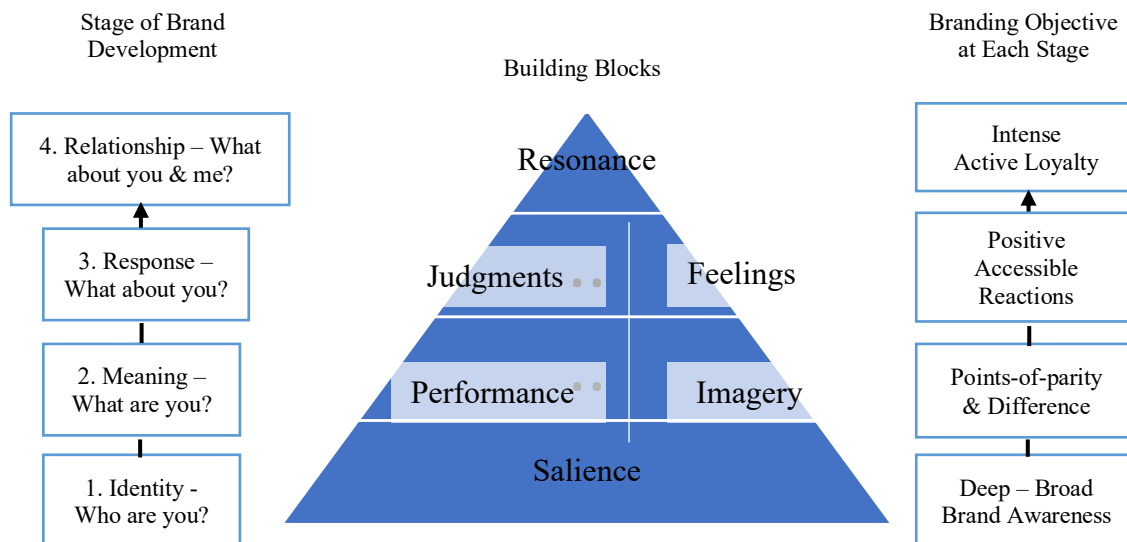 Stage of Brand
Development
Building Blocks
Branding Objective
at Each Stage
4. Relationship – What
about you & me?
Resonance
Intense
Active Loyalty
3. Response –
What about you?
Judgments
Feelings
Positive
Accessible
Reactions
2. Meaning –
What are you?
Performance
Imagery
Points-of-parity
& Difference
1. Identity -
Who are you?
Salience
Deep – Broad
Brand Awareness